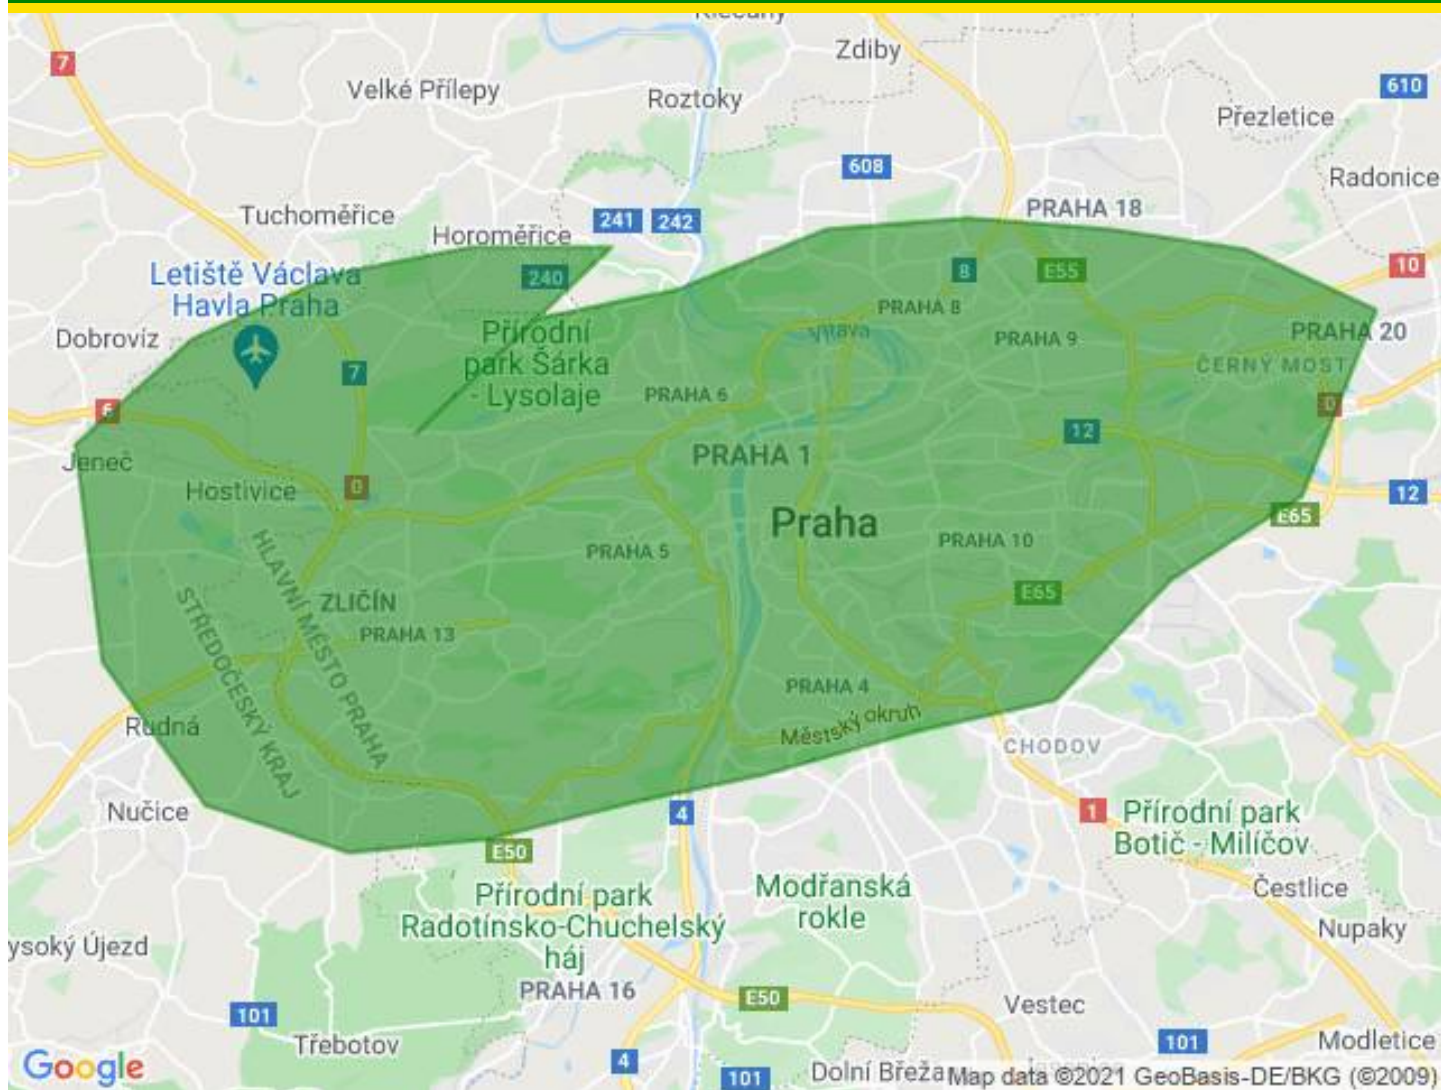 Zdiby
7
Velké Přílepy
Roztoky
610
Přezletice
608
Radonice
Tuchoměřice
241
242
PRAHA 18
Horoměřice
Letiště Václava
Havla Praha
240
8
E55
10
PRAHA 8
Vltava
Dobrovíz
Přírodní
park Šárka
- Lysolaje
PRAHA 9
PRAHA 20
ČERNÝ MOST
7
PRAHA 6
6
0
12
Jeneč
PRAHA 1
Hostivice
0
12
E65
Praha
PRAHA 5
PRAHA 10
HLAVNÍ MĚSTO PRAHA
STŘEDOČESKÝ KRAJ
ZLIČÍN
E65
PRAHA 13
PRAHA 4
Městský okruh
Rudná
CHODOV
Nučice
4
1
Přírodní park
Botič - Milíčov
E50
Přírodní park
Radotínsko-Chuchelský
háj
Modřanská
rokle
Čestlice
Nupaky
ysoký Újezd
PRAHA 16
E50
Vestec
101
Třebotov
101
Modletice
Google
4
101
Dolní Břeža
Map data ©2021 GeoBasis-DE/BKG (©2009)